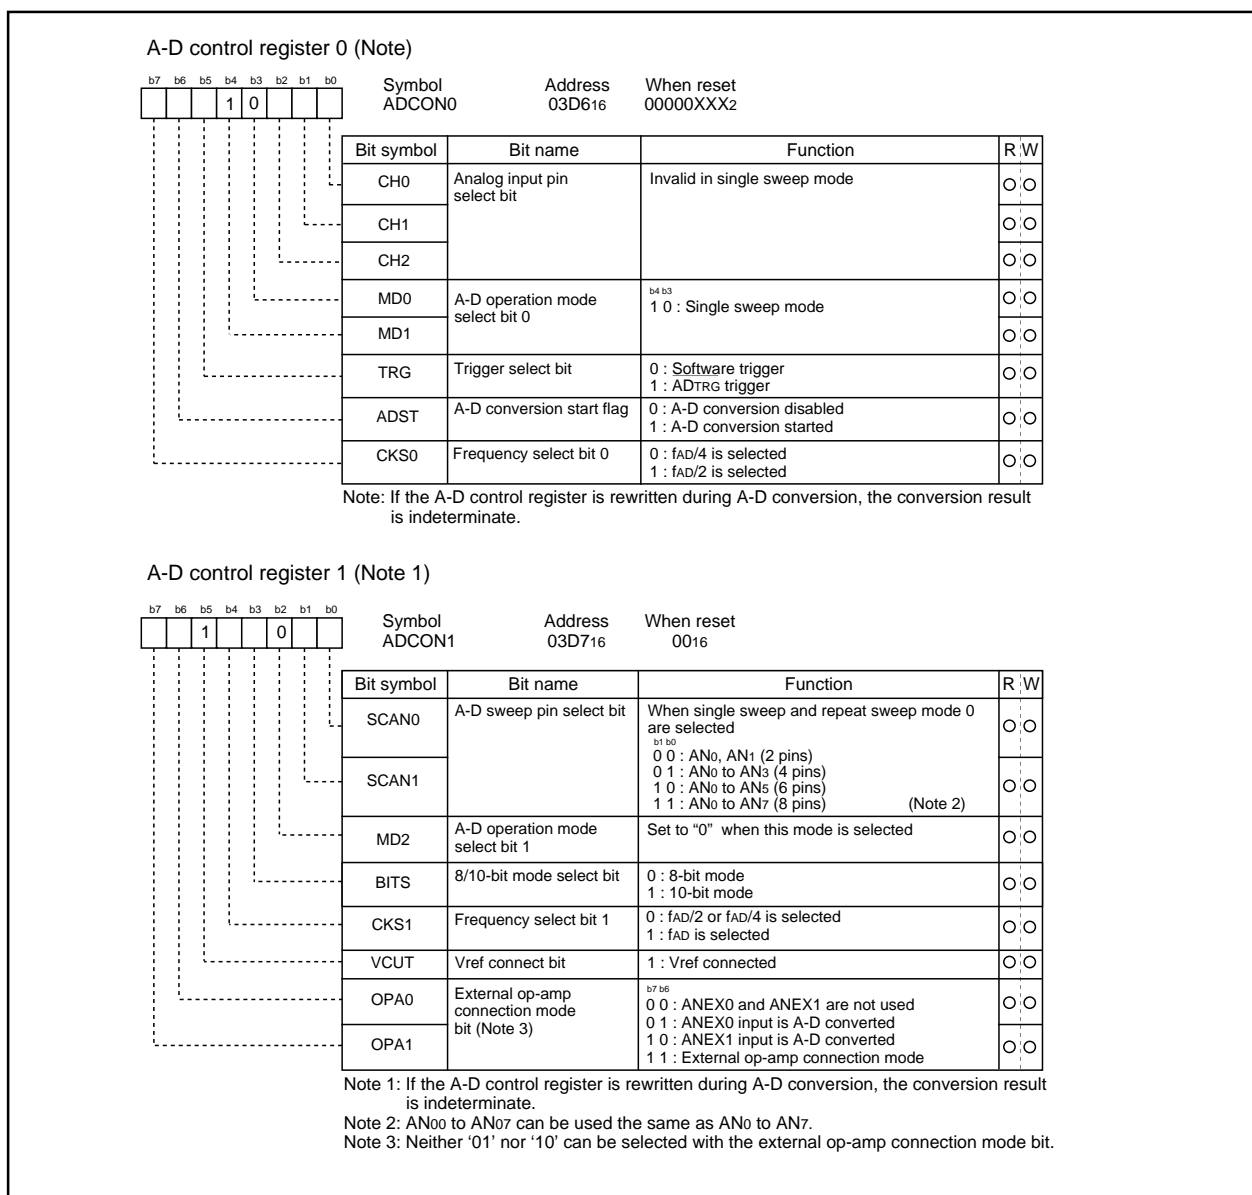 A-D control register 0 (Note)
b7 b6 b5 b4 b3 b2 b1 b0
1 0
Symbol Address When reset
ADCON0 03D616 00000XXX2
Bit symbol Bit name Function R W
CH0 Analog input pin select bit Invalid in single sweep mode
CH1
CH2
MD0 A-D operation mode select bit 0
b4 b3
1 0 : Single sweep mode
MD1
TRG Trigger select bit 0 : Software trigger
1 : ADTRG trigger
ADST A-D conversion start flag 0 : A-D conversion disabled
1 : A-D conversion started
CKS0 Frequency select bit 0 0 : fAD/4 is selected
1 : fAD/2 is selected
Note: If the A-D control register is rewritten during A-D conversion, the conversion result
is indeterminate.
A-D control register 1 (Note 1)
b7 b6 b5 b4 b3 b2 b1 b0
1 0
Symbol Address When reset
ADCON1 03D716 0016
Bit symbol Bit name Function R W
SCAN0 A-D sweep pin select bit When single sweep and repeat sweep mode 0
are selected
b1 b0
0 0 : AN0, AN1 (2 pins)
0 1 : AN0 to AN3 (4 pins)
SCAN1
1 0 : AN0 to AN5 (6 pins)
1 1 : AN0 to AN7 (8 pins) (Note 2)
MD2 A-D operation mode select bit 1 Set to “0” when this mode is selected
BITS 8/10-bit mode select bit 0 : 8-bit mode
1 : 10-bit mode
CKS1 Frequency select bit 1 0 : fAD/2 or fAD/4 is selected
1 : fAD is selected
VCUT Vref connect bit 1 : Vref connected
OPA0 External op-amp connection mode bit (Note 3)
b7 b6
0 0 : ANEX0 and ANEX1 are not used
0 1 : ANEX0 input is A-D converted
OPA1
1 0 : ANEX1 input is A-D converted
1 1 : External op-amp connection mode
Note 1: If the A-D control register is rewritten during A-D conversion, the conversion result
is indeterminate.
Note 2: AN00 to AN07 can be used the same as AN0 to AN7.
Note 3: Neither ‘01’ nor ‘10’ can be selected with the external op-amp connection mode bit.